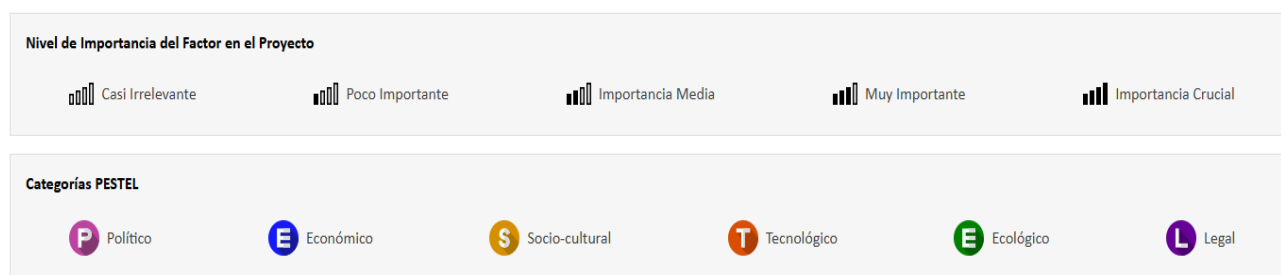 Nivel de Importancia del Factor en el Proyecto
Casi Irrelevante Poco Importante Importancia Media Muy Importante Importancia Crucial
Categorías PESTEL
P Político E Económico S Socio-cultural T Tecnológico E Ecológico L Legal